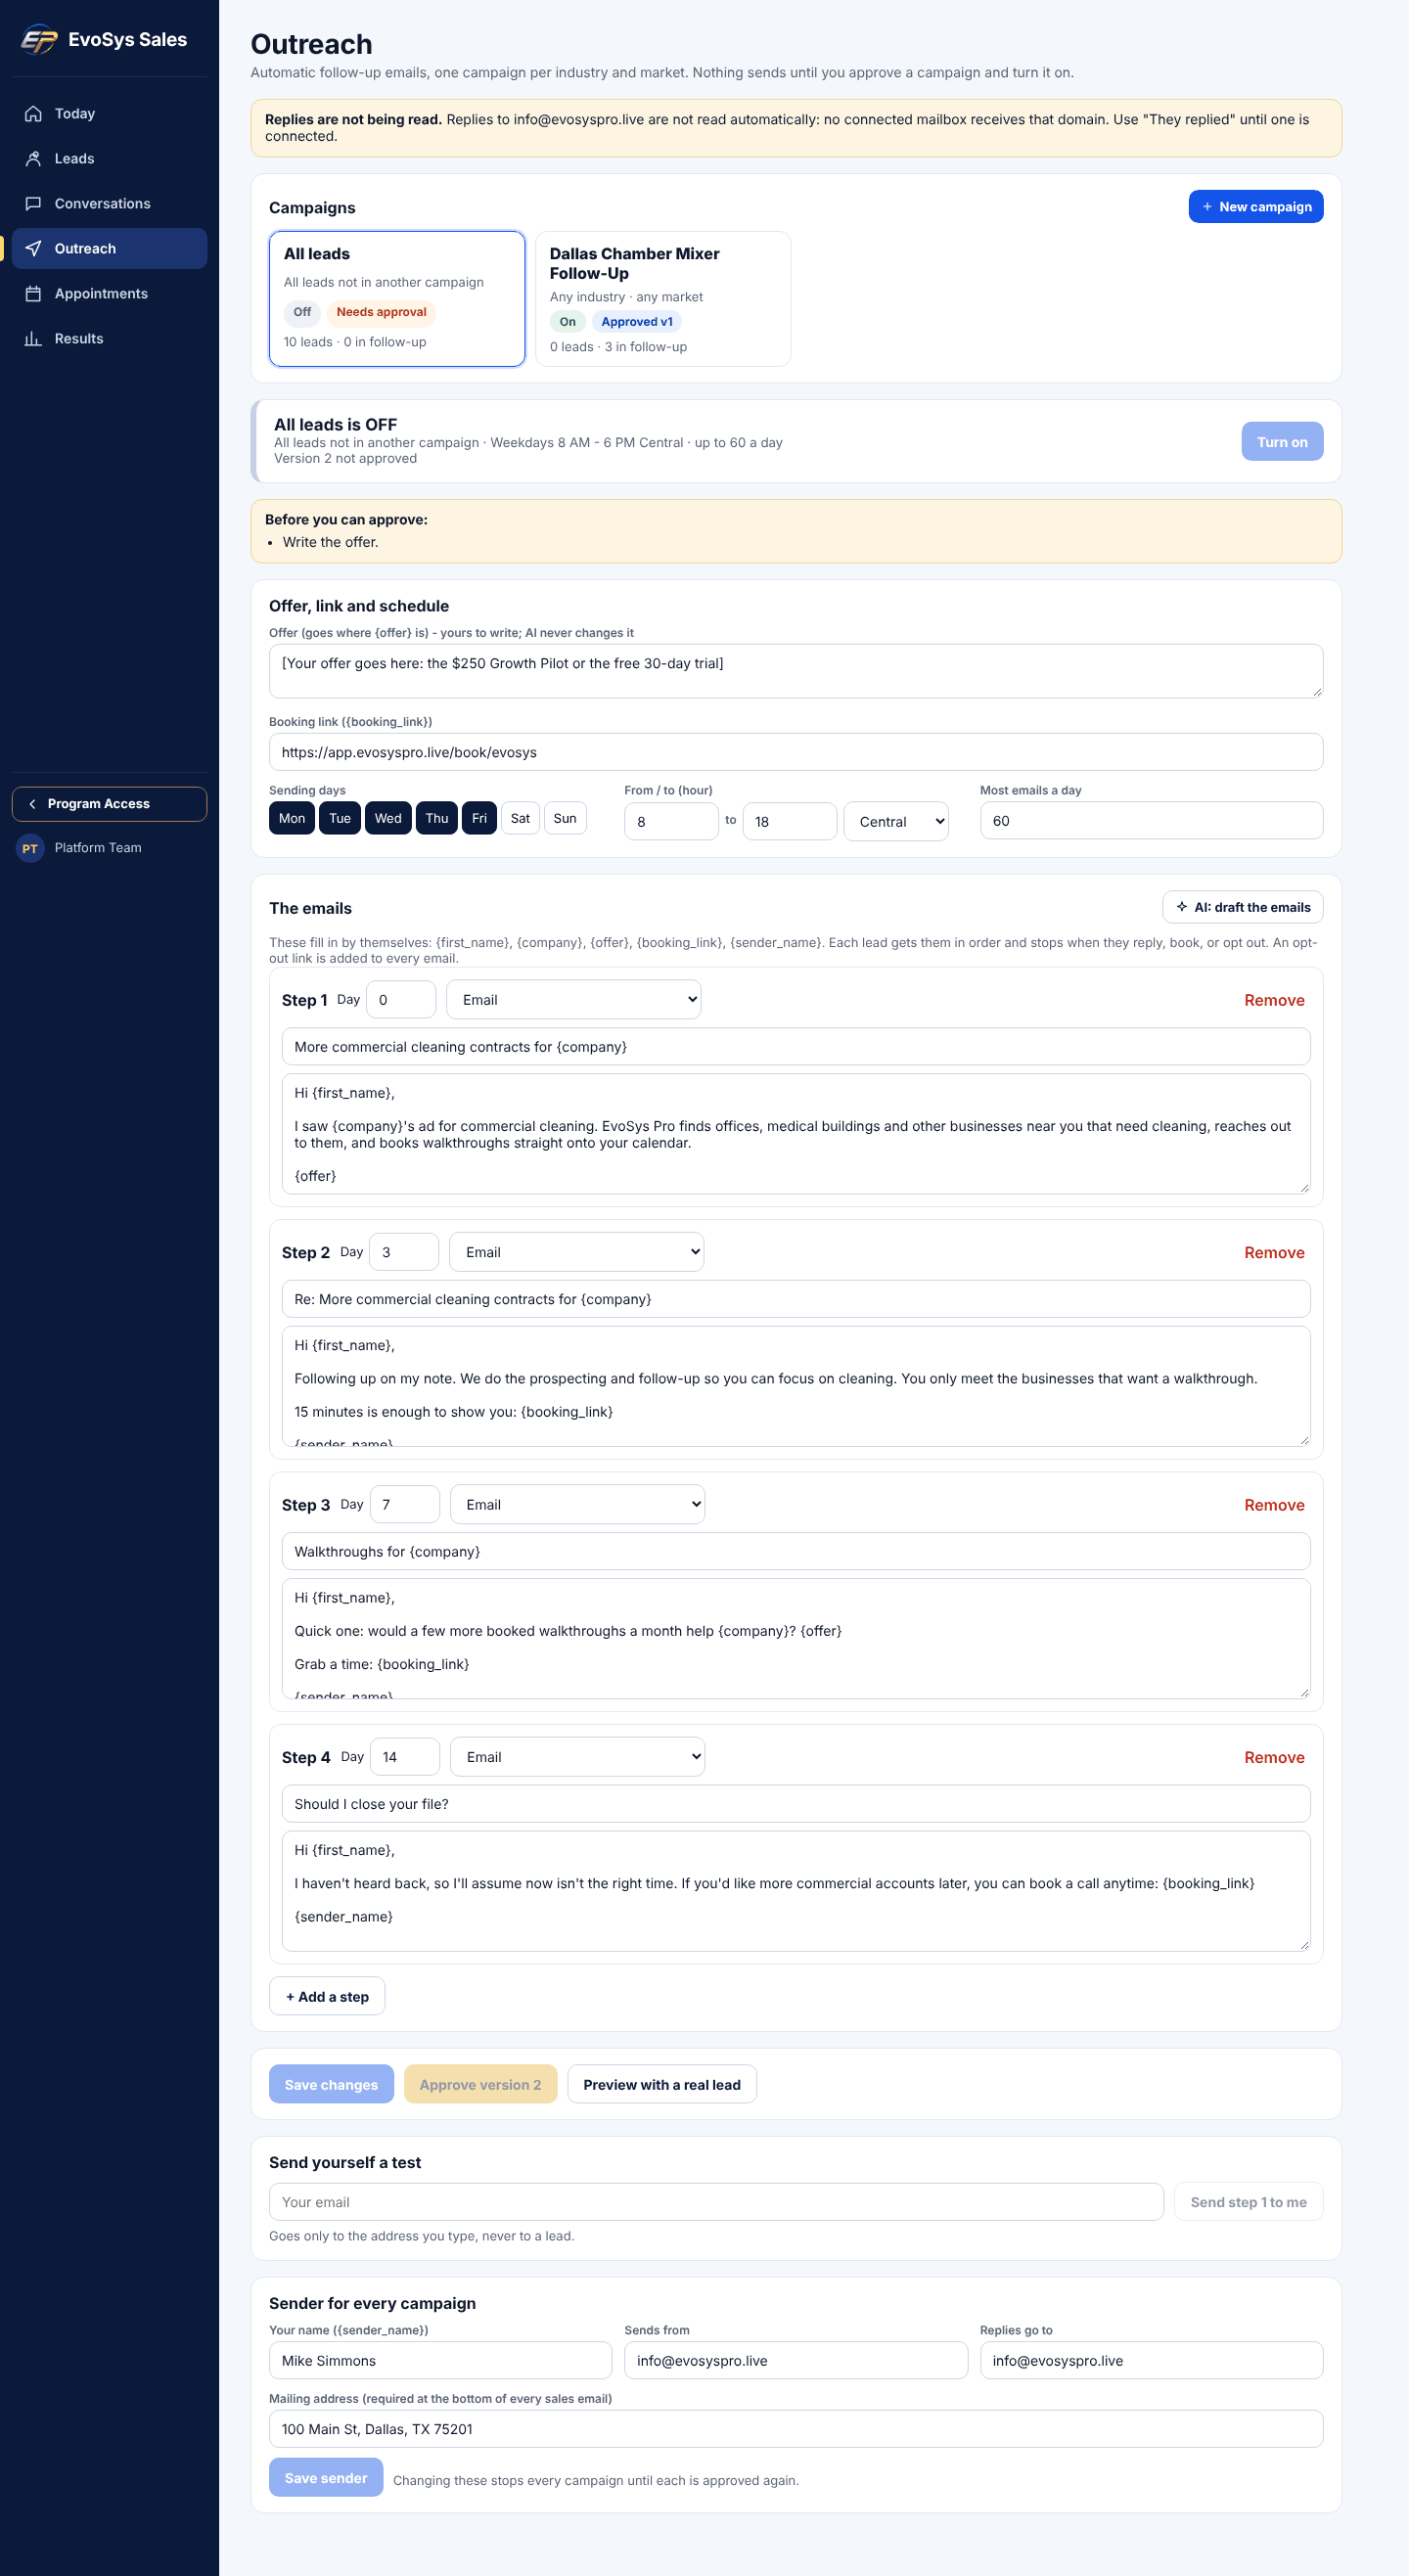 EP EvoSys Sales
Today
Leads
Conversations
Outreach
Appointments
Results
Program Access
PT Platform Team
Outreach
Automatic follow-up emails, one campaign per industry and market. Nothing sends until you approve a campaign and turn it on.
Replies are not being read. Replies to info@evosyspro.live are not read automatically: no connected mailbox receives that domain. Use "They replied" until one is
connected.
Campaigns
+ New campaign
All leads
All leads not in another campaign
Off Needs approval
10 leads · 0 in follow-up
Dallas Chamber Mixer
Follow-Up
Any industry · any market
On Approved v1
0 leads · 3 in follow-up
All leads is OFF
All leads not in another campaign · Weekdays 8 AM - 6 PM Central · up to 60 a day
Version 2 not approved
Turn on
Before you can approve:
• Write the offer.
Offer, link and schedule
Offer (goes where {offer} is) - yours to write; AI never changes it
[Your offer goes here: the $250 Growth Pilot or the free 30-day trial]
Booking link ({booking_link})
https://app.evosyspro.live/book/evosys
Sending days
Mon Tue Wed Thu Fri Sat Sun
From / to (hour)
8 to 18 Central
Most emails a day
60
The emails
AI: draft the emails
These fill in by themselves: {first_name}, {company}, {offer}, {booking_link}, {sender_name}. Each lead gets them in order and stops when they reply, book, or opt out. An opt-
out link is added to every email.
Step 1 Day 0 Email Remove
More commercial cleaning contracts for {company}
Hi {first_name},
I saw {company}'s ad for commercial cleaning. EvoSys Pro finds offices, medical buildings and other businesses near you that need cleaning, reaches out
to them, and books walkthroughs straight onto your calendar.
{offer}
Step 2 Day 3 Email Remove
Re: More commercial cleaning contracts for {company}
Hi {first_name},
Following up on my note. We do the prospecting and follow-up so you can focus on cleaning. You only meet the businesses that want a walkthrough.
15 minutes is enough to show you: {booking_link}
{sender_name}
Step 3 Day 7 Email Remove
Walkthroughs for {company}
Hi {first_name},
Quick one: would a few more booked walkthroughs a month help {company}? {offer}
Grab a time: {booking_link}
{sender_name}
Step 4 Day 14 Email Remove
Should I close your file?
Hi {first_name},
I haven't heard back, so I'll assume now isn't the right time. If you'd like more commercial accounts later, you can book a call anytime: {booking_link}
{sender_name}
+ Add a step
Save changes Approve version 2 Preview with a real lead
Send yourself a test
Your email
Send step 1 to me
Goes only to the address you type, never to a lead.
Sender for every campaign
Your name ({sender_name})
Mike Simmons
Sends from
info@evosyspro.live
Replies go to
info@evosyspro.live
Mailing address (required at the bottom of every sales email)
100 Main St, Dallas, TX 75201
Save sender Changing these stops every campaign until each is approved again.